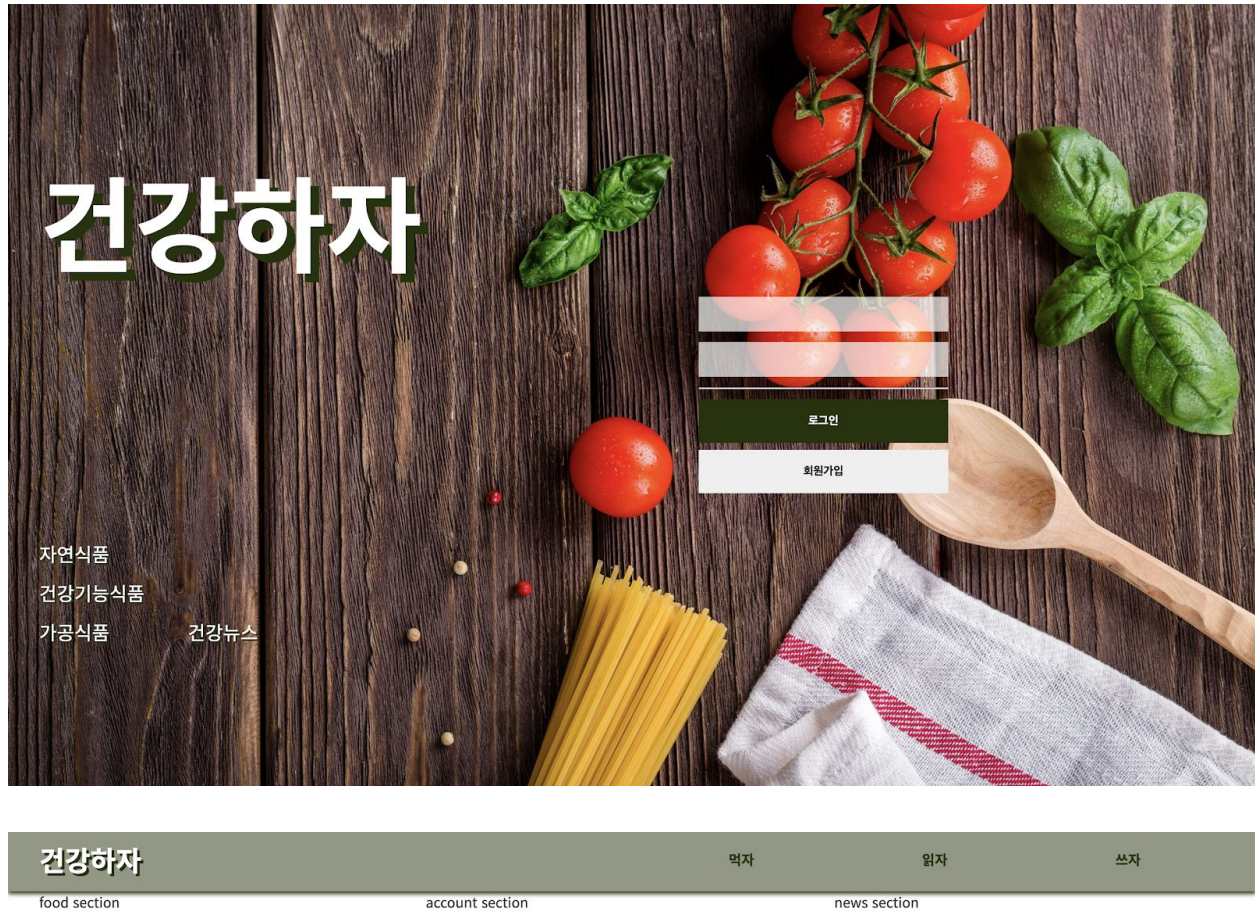 건강하자
로그인
회원가입
자연식품
건강기능식품
가공식품 건강뉴스
건강하자 먹자 읽자 쓰자
food section account section news section